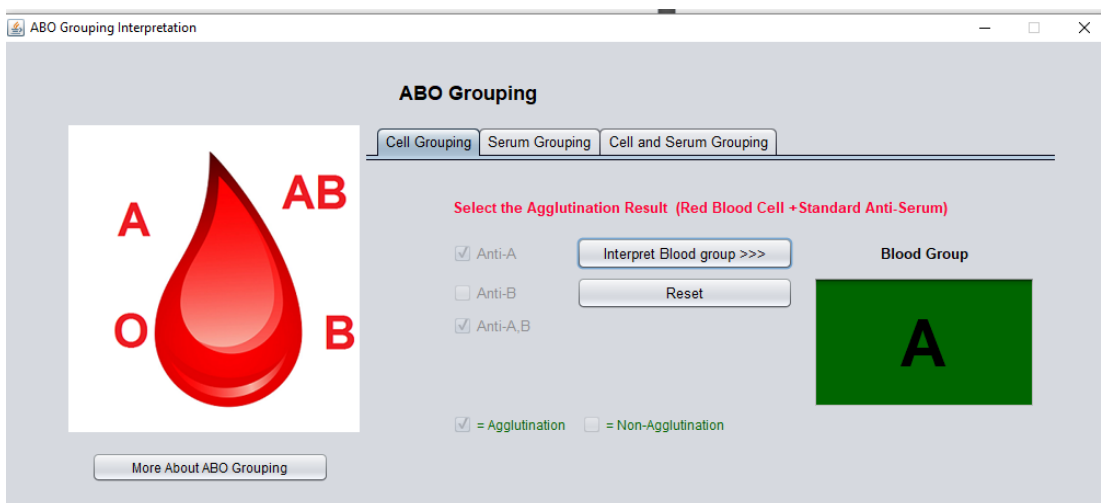 ABO Grouping Interpretation
ABO Grouping
Cell Grouping Serum Grouping Cell and Serum Grouping
A AB
O B
Select the Agglutination Result (Red Blood Cell +Standard Anti-Serum)
Anti-A Interpret Blood group >>> Blood Group
Anti-B Reset
Anti-A,B
A
= Agglutination = Non-Agglutination
More About ABO Grouping